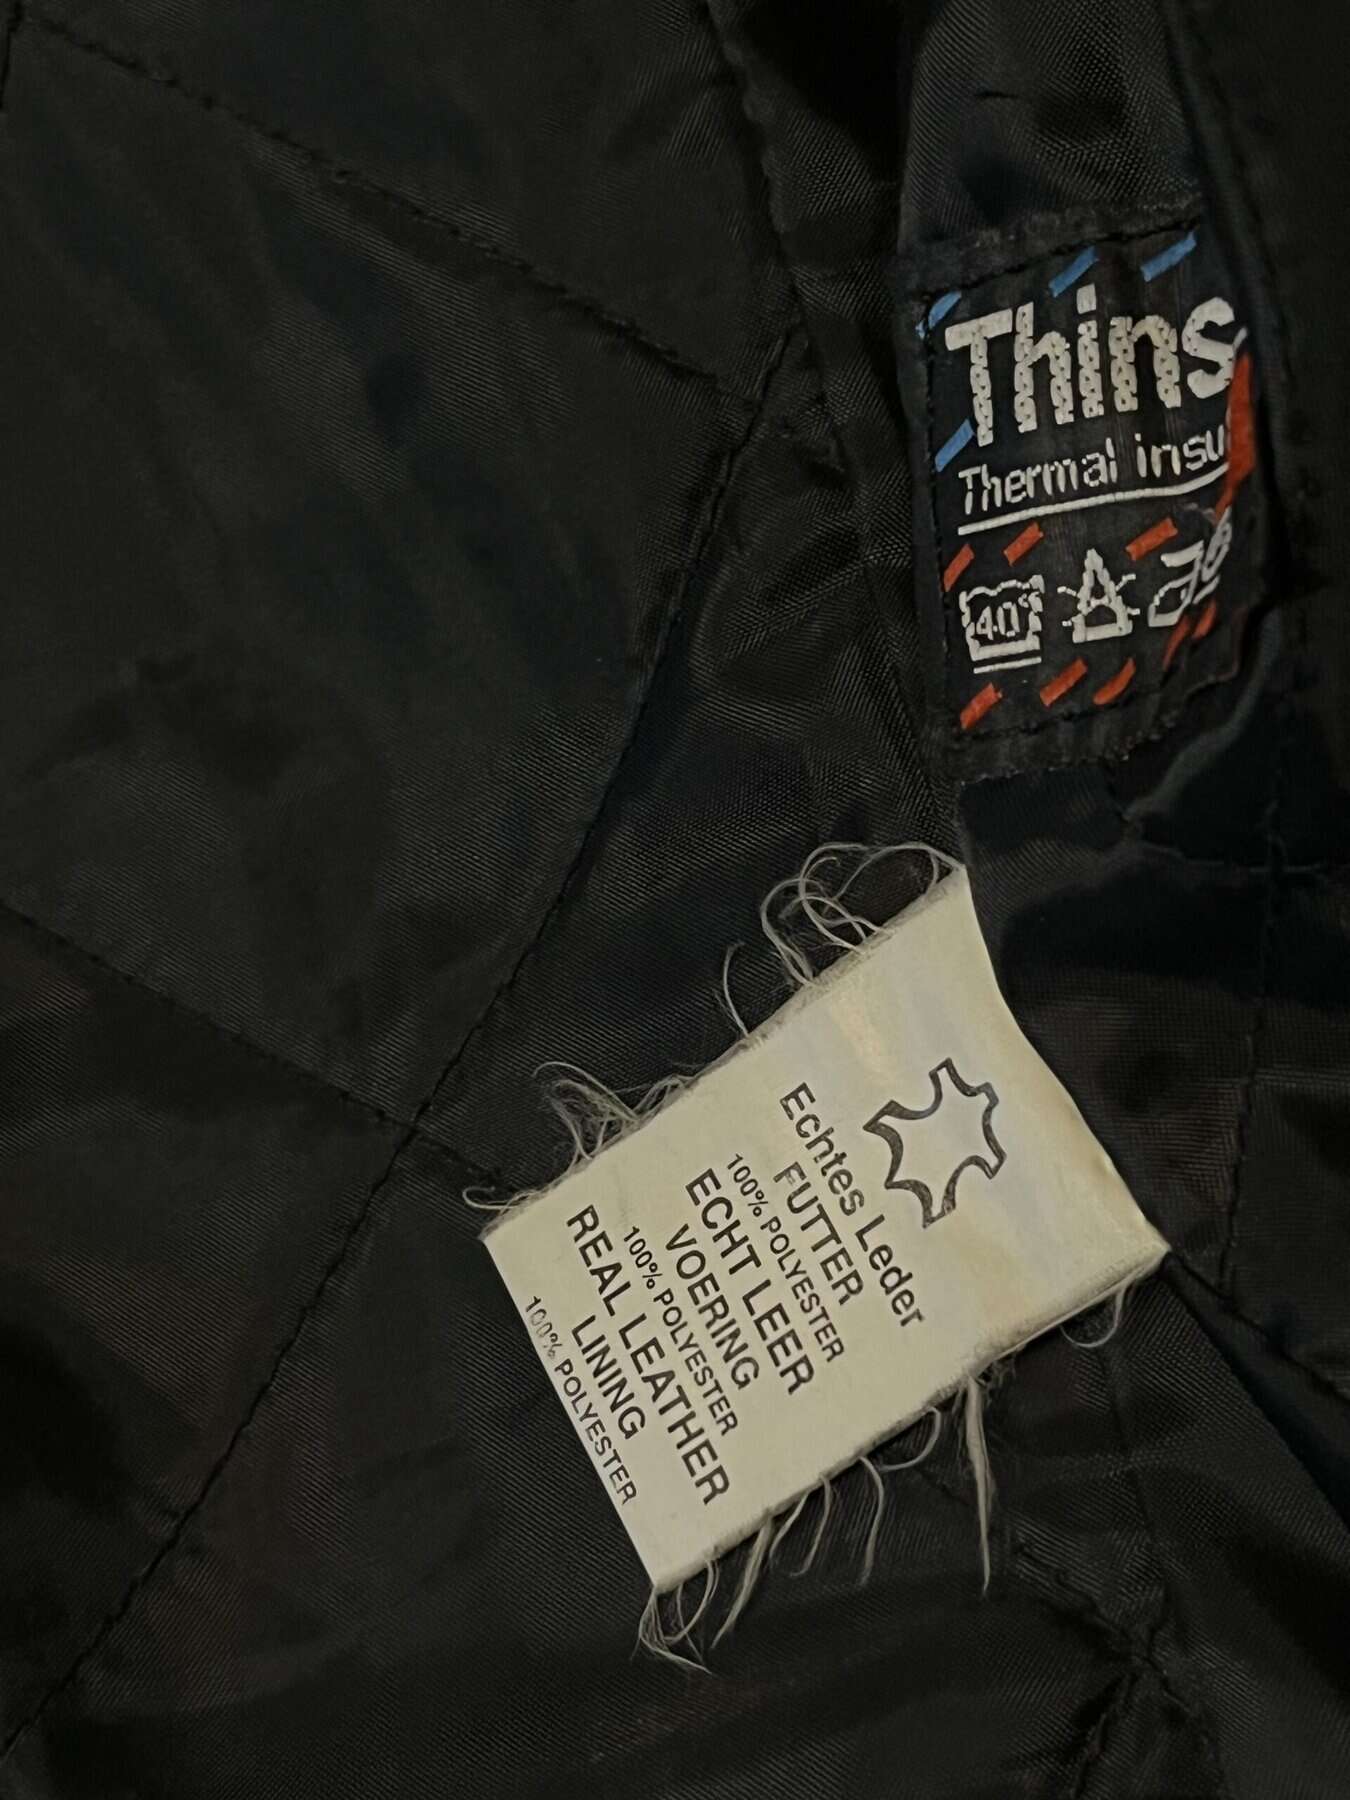 Thins
Thermal insu
40°
Echtes Leder
FUTTER
100% POLYESTER
ECHT LEER
VOERING
100% POLYESTER
REAL LEATHER
LINING
100% POLYESTER